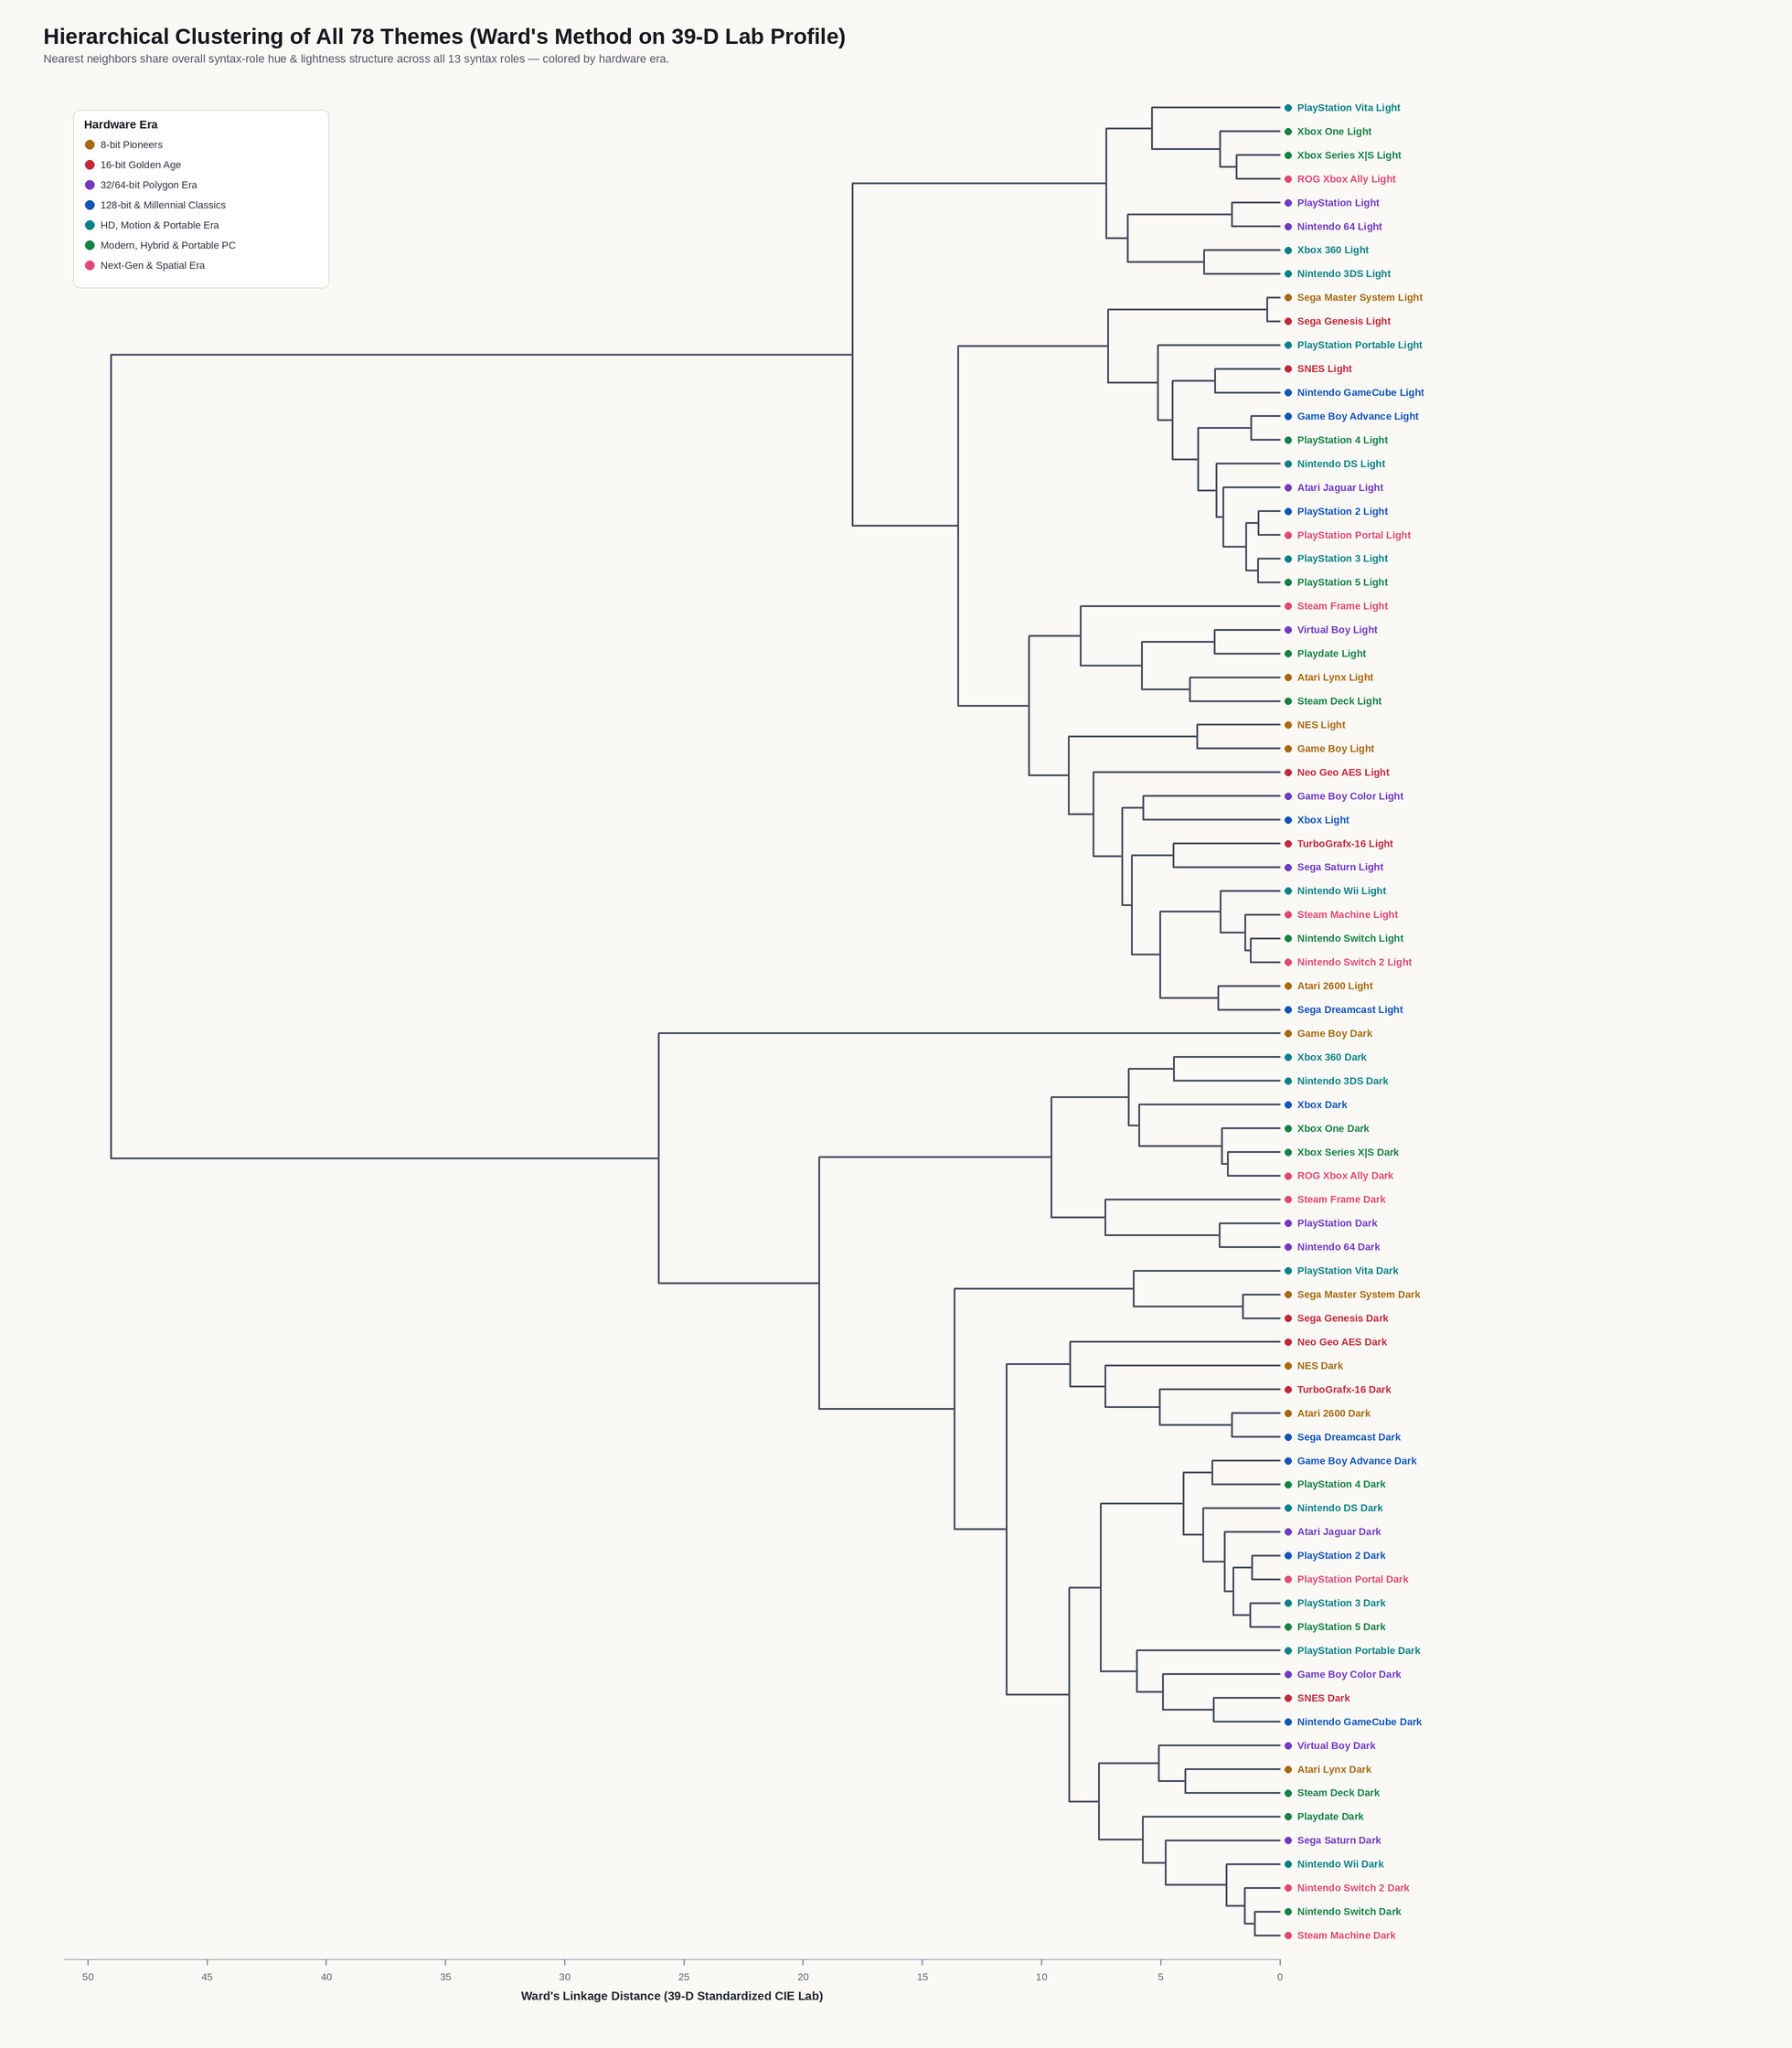 Hierarchical Clustering of All 78 Themes (Ward's Method on 39-D Lab Profile)
Nearest neighbors share overall syntax-role hue & lightness structure across all 13 syntax roles — colored by hardware era.
Hardware Era
8-bit Pioneers
16-bit Golden Age
32/64-bit Polygon Era
128-bit & Millennial Classics
HD, Motion & Portable Era
Modern, Hybrid & Portable PC
Next-Gen & Spatial Era
PlayStation Vita Light
Xbox One Light
Xbox Series X|S Light
ROG Xbox Ally Light
PlayStation Light
Nintendo 64 Light
Xbox 360 Light
Nintendo 3DS Light
Sega Master System Light
Sega Genesis Light
PlayStation Portable Light
SNES Light
Nintendo GameCube Light
Game Boy Advance Light
PlayStation 4 Light
Nintendo DS Light
Atari Jaguar Light
PlayStation 2 Light
PlayStation Portal Light
PlayStation 3 Light
PlayStation 5 Light
Steam Frame Light
Virtual Boy Light
Playdate Light
Atari Lynx Light
Steam Deck Light
NES Light
Game Boy Light
Neo Geo AES Light
Game Boy Color Light
Xbox Light
TurboGrafx-16 Light
Sega Saturn Light
Nintendo Wii Light
Steam Machine Light
Nintendo Switch Light
Nintendo Switch 2 Light
Atari 2600 Light
Sega Dreamcast Light
Game Boy Dark
Xbox 360 Dark
Nintendo 3DS Dark
Xbox Dark
Xbox One Dark
Xbox Series X|S Dark
ROG Xbox Ally Dark
Steam Frame Dark
PlayStation Dark
Nintendo 64 Dark
PlayStation Vita Dark
Sega Master System Dark
Sega Genesis Dark
Neo Geo AES Dark
NES Dark
TurboGrafx-16 Dark
Atari 2600 Dark
Sega Dreamcast Dark
Game Boy Advance Dark
PlayStation 4 Dark
Nintendo DS Dark
Atari Jaguar Dark
PlayStation 2 Dark
PlayStation Portal Dark
PlayStation 3 Dark
PlayStation 5 Dark
PlayStation Portable Dark
Game Boy Color Dark
SNES Dark
Nintendo GameCube Dark
Virtual Boy Dark
Atari Lynx Dark
Steam Deck Dark
Playdate Dark
Sega Saturn Dark
Nintendo Wii Dark
Nintendo Switch 2 Dark
Nintendo Switch Dark
Steam Machine Dark
50 45 40 35 30 25 20 15 10 5 0
Ward's Linkage Distance (39-D Standardized CIE Lab)